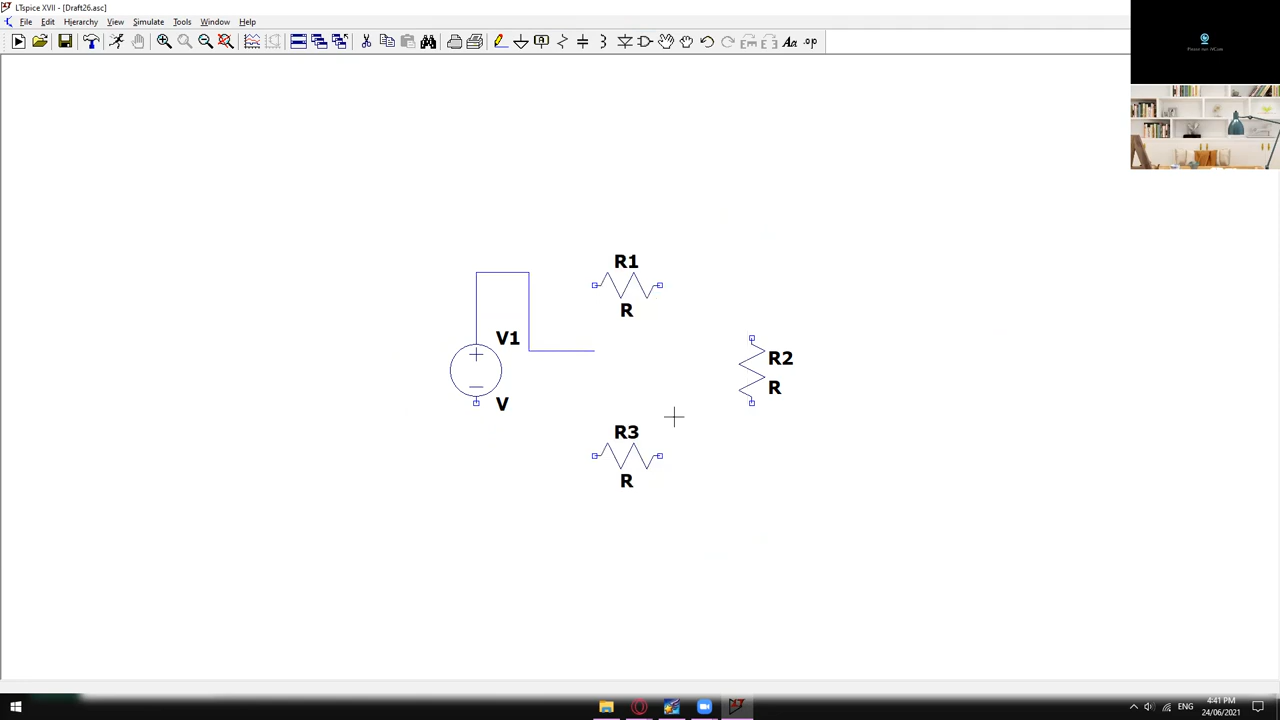 LTspice XVII - [Draft26.asc]
File Edit Hierarchy View Simulate Tools Window Help
.op
R1
R
V1
V
R2
R
R3
R
4:41 PM
ENG
24/06/2021